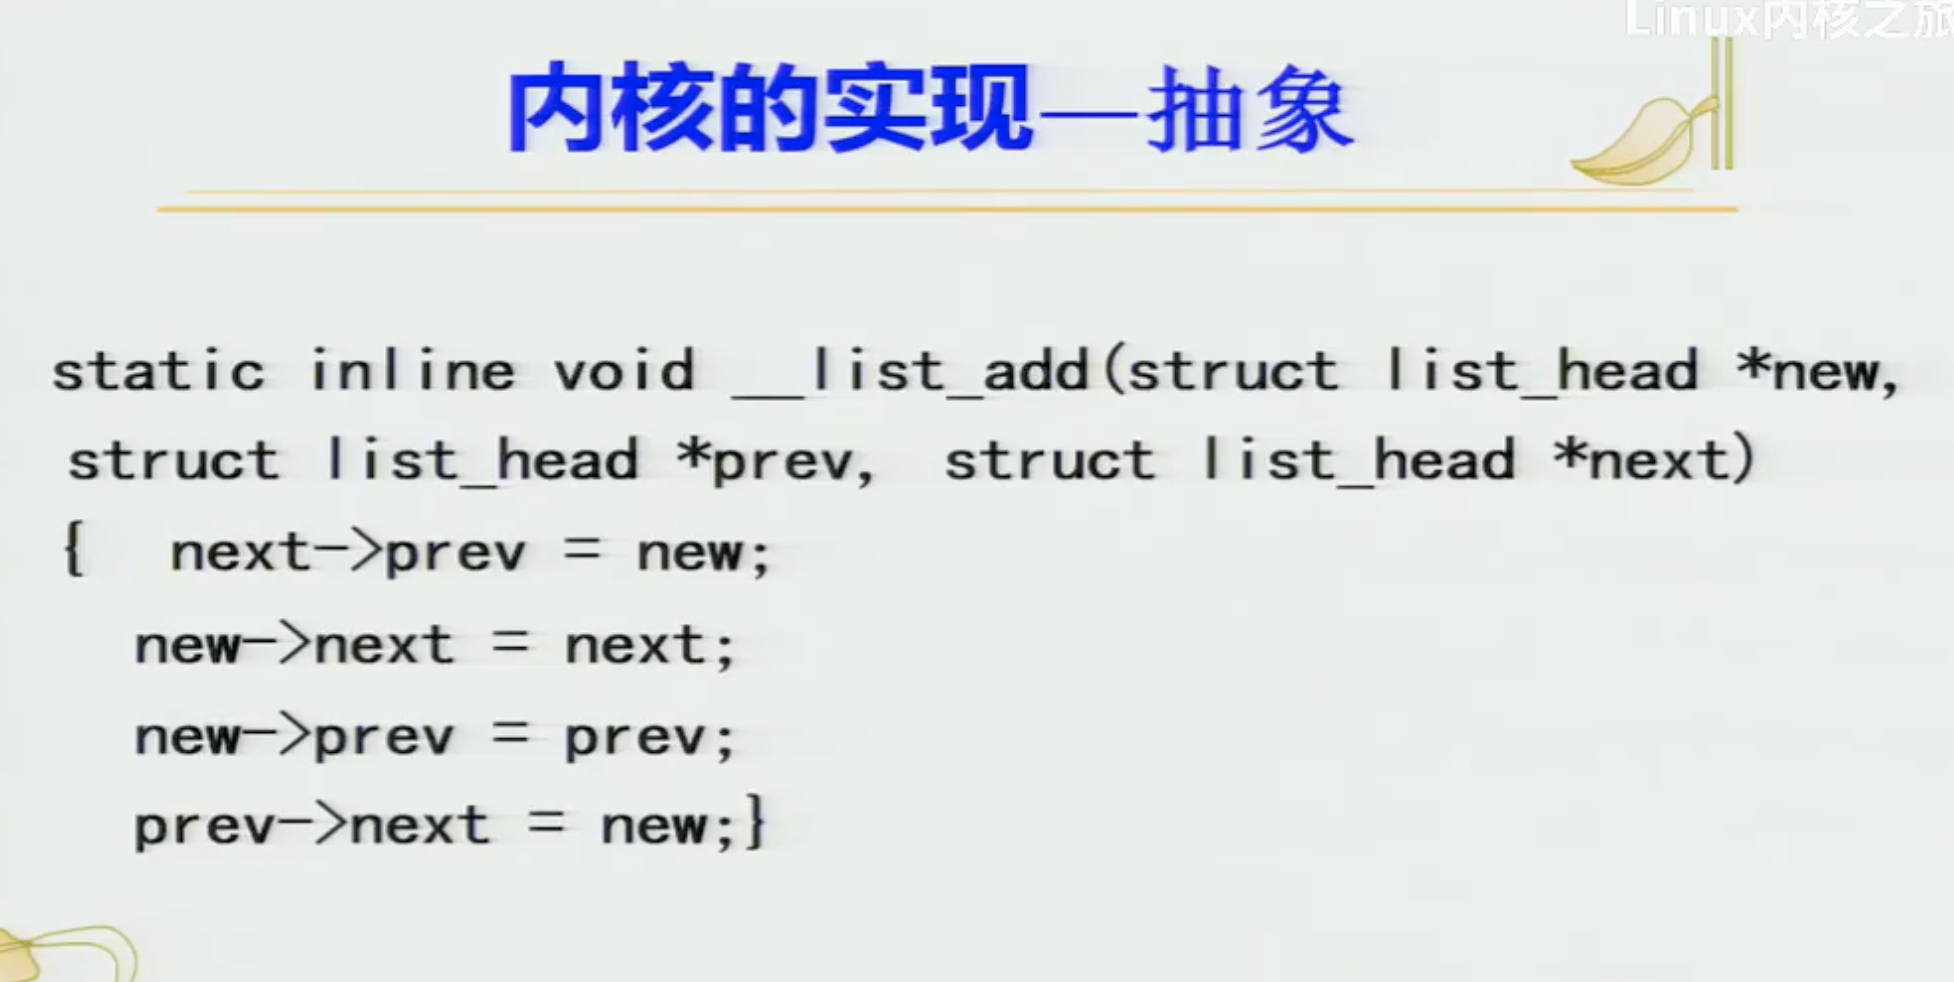 Linux内核之旅
内核的实现—抽象
static inline void __list_add(struct list_head *new,
struct list_head *prev, struct list_head *next)
{ next->prev = new;
new->next = next;
new->prev = prev;
prev->next = new;}